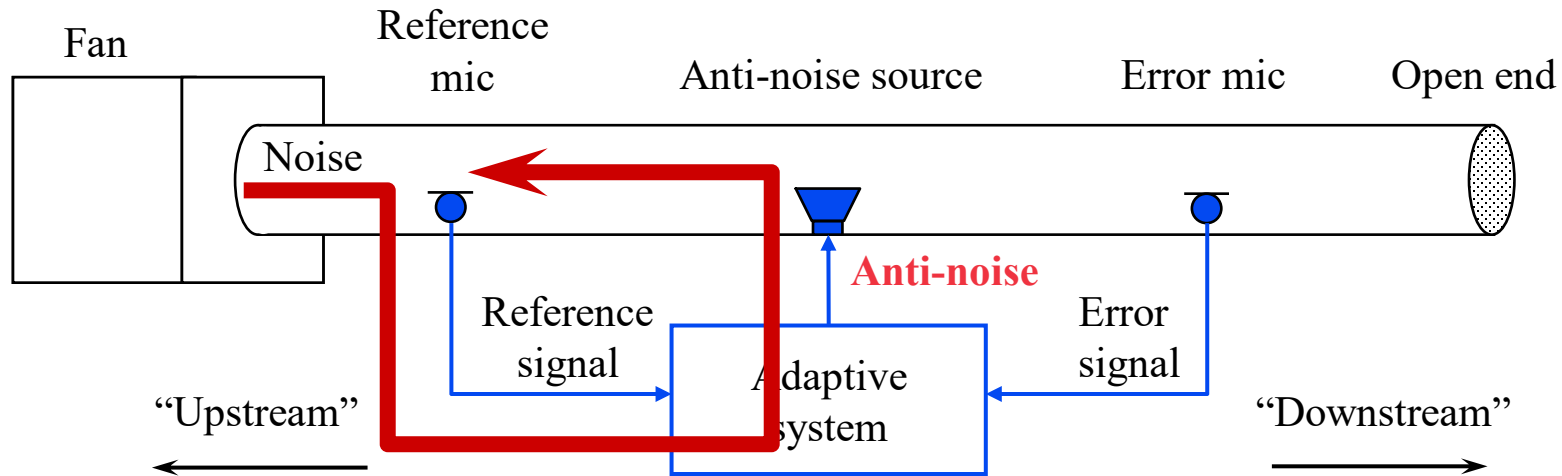 Fan
Reference
mic
Anti-noise source
Error mic
Open end
Noise
Anti-noise
Reference
signal
Error
signal
Adaptive
system
“Upstream”
“Downstream”